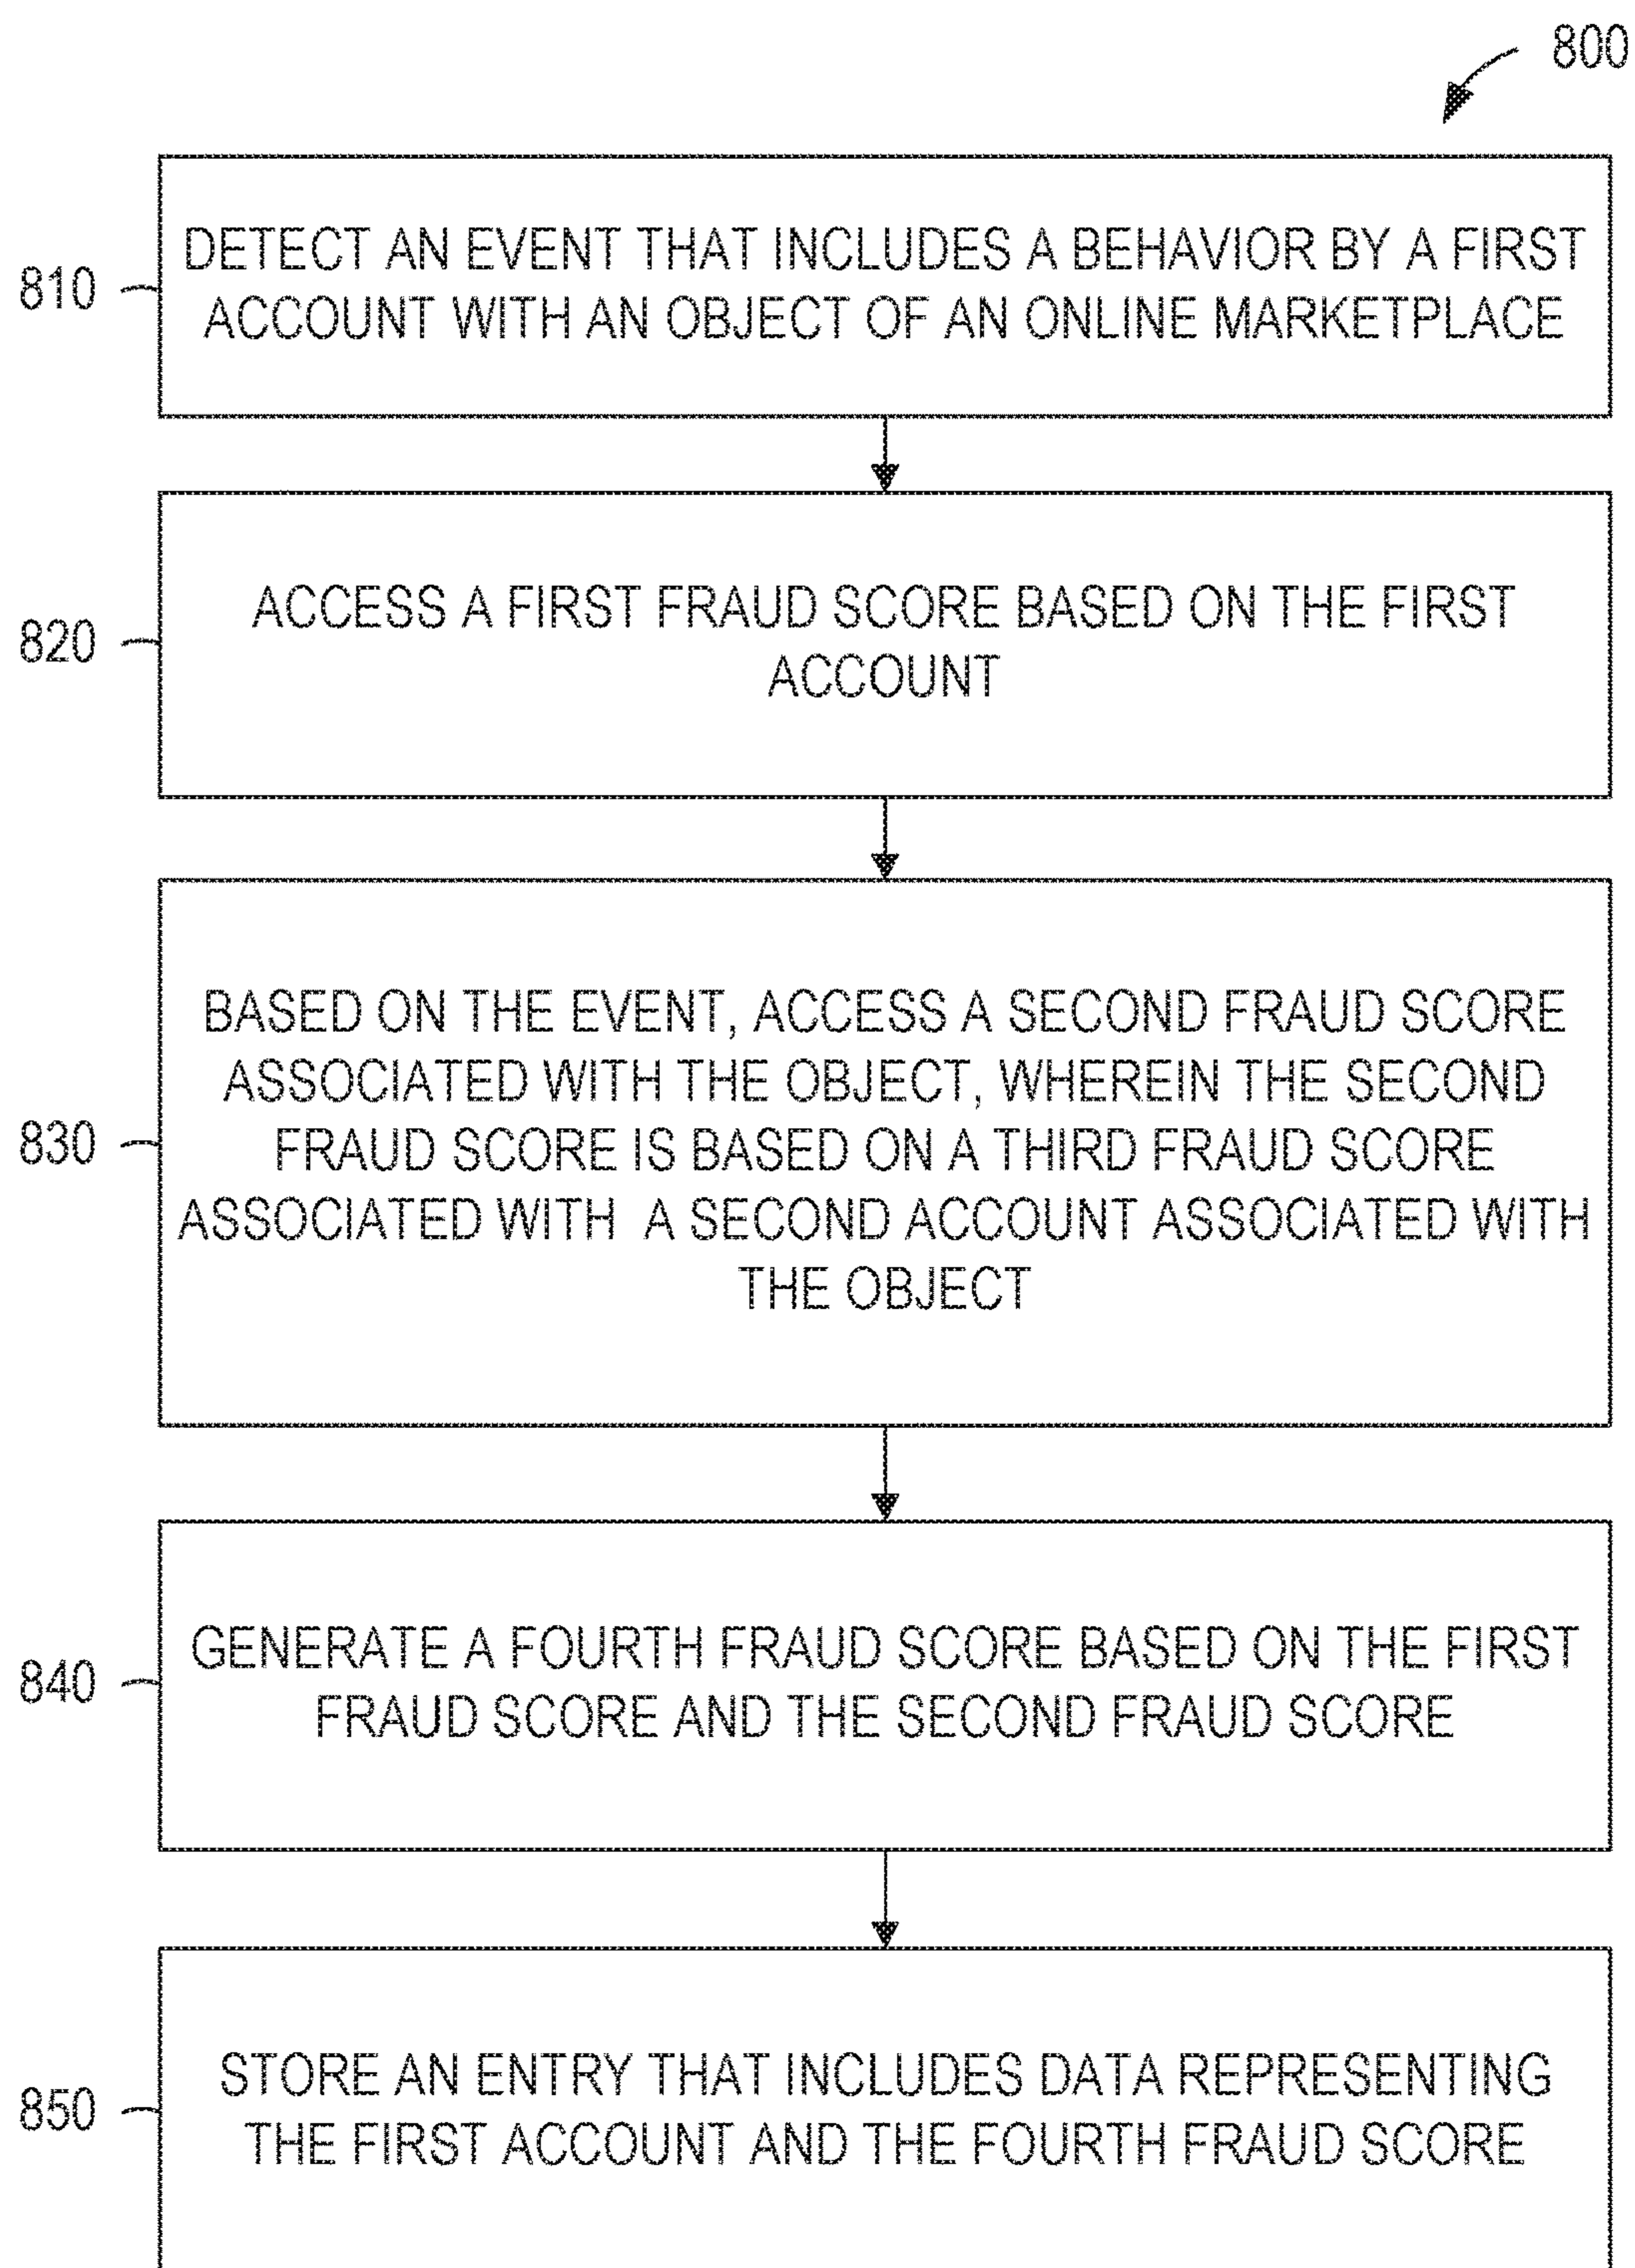 800
DETECT AN EVENT THAT INCLUDES A BEHAVIOR BY A FIRST
ACCOUNT WITH AN OBJECT OF AN ONLINE MARKETPLACE
810
ACCESS A FIRST FRAUD SCORE BASED ON THE FIRST
ACCOUNT
820
BASED ON THE EVENT, ACCESS A SECOND FRAUD SCORE
ASSOCIATED WITH THE OBJECT, WHEREIN THE SECOND
FRAUD SCORE IS BASED ON A THIRD FRAUD SCORE
ASSOCIATED WITH A SECOND ACCOUNT ASSOCIATED WITH
THE OBJECT
830
GENERATE A FOURTH FRAUD SCORE BASED ON THE FIRST
FRAUD SCORE AND THE SECOND FRAUD SCORE
840
STORE AN ENTRY THAT INCLUDES DATA REPRESENTING
THE FIRST ACCOUNT AND THE FOURTH FRAUD SCORE
850